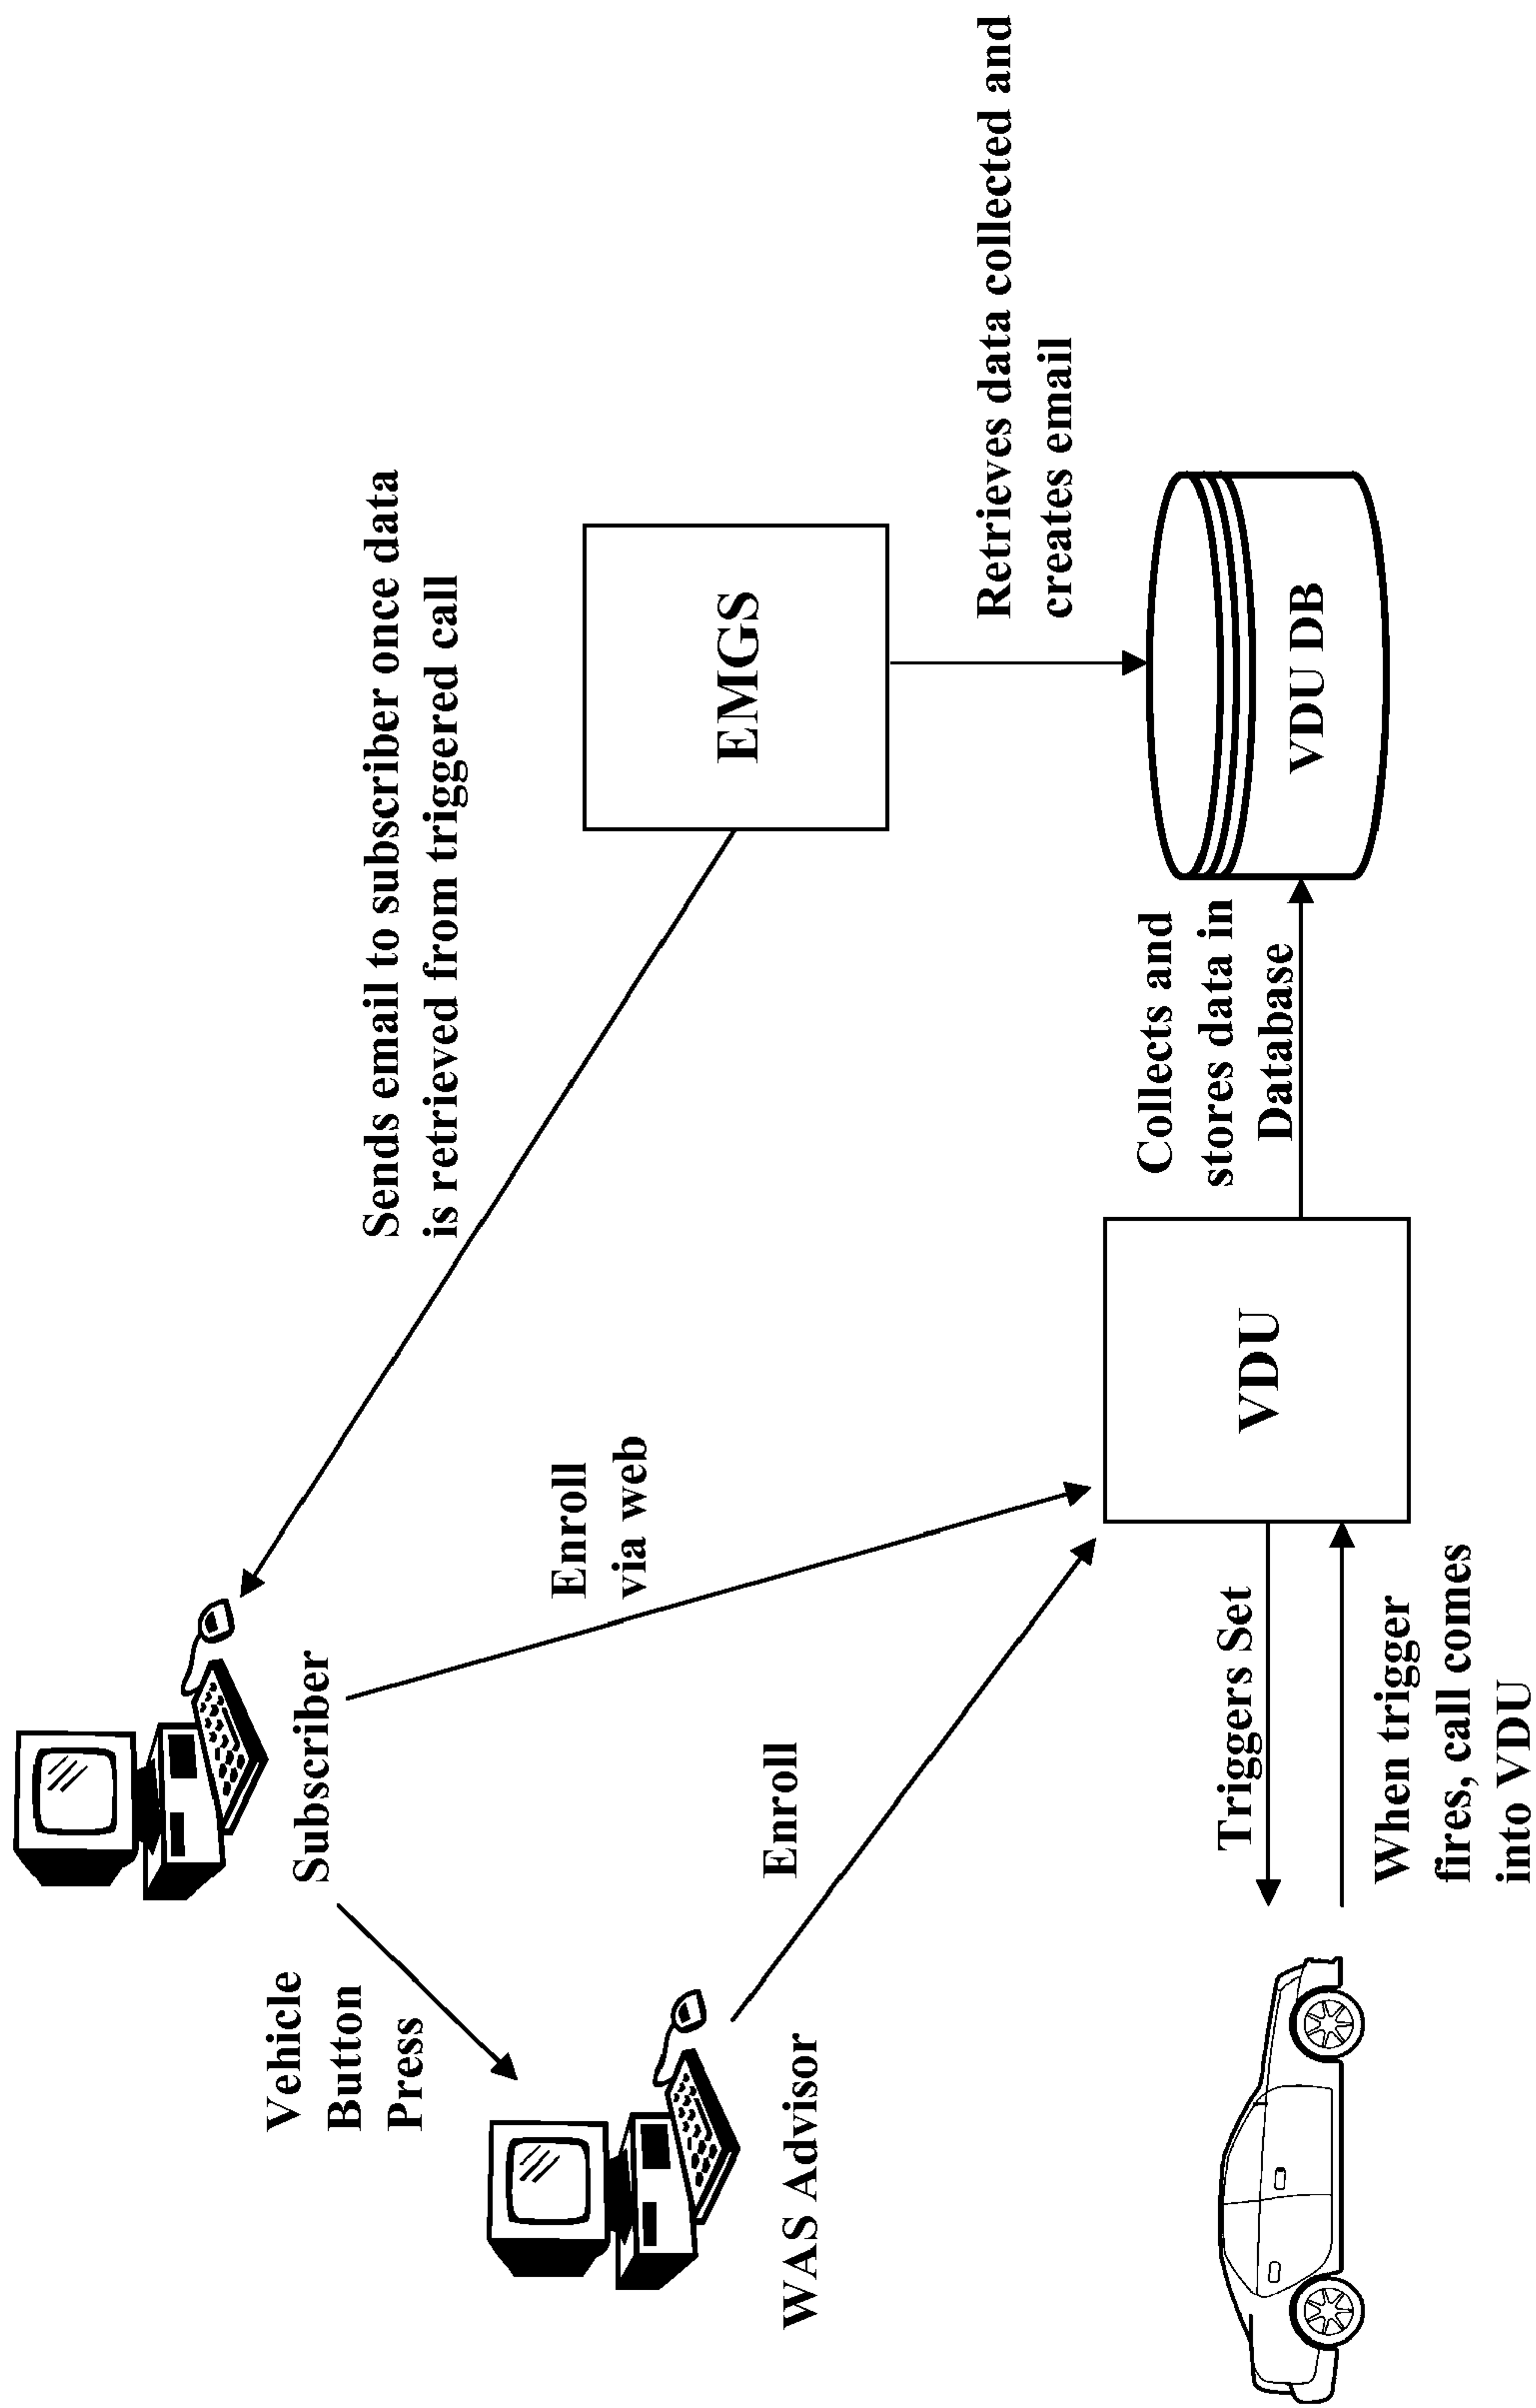 Subscriber
Vehicle
Button
Press
WAS Advisor
Enroll
via web
Enroll
Sends email to subscriber once data
is retrieved from triggered call
EMGS
Retrieves data collected and
creates email
VDU DB
Collects and
stores data in
Database
VDU
Triggers Set
When trigger
fires, call comes
into VDU